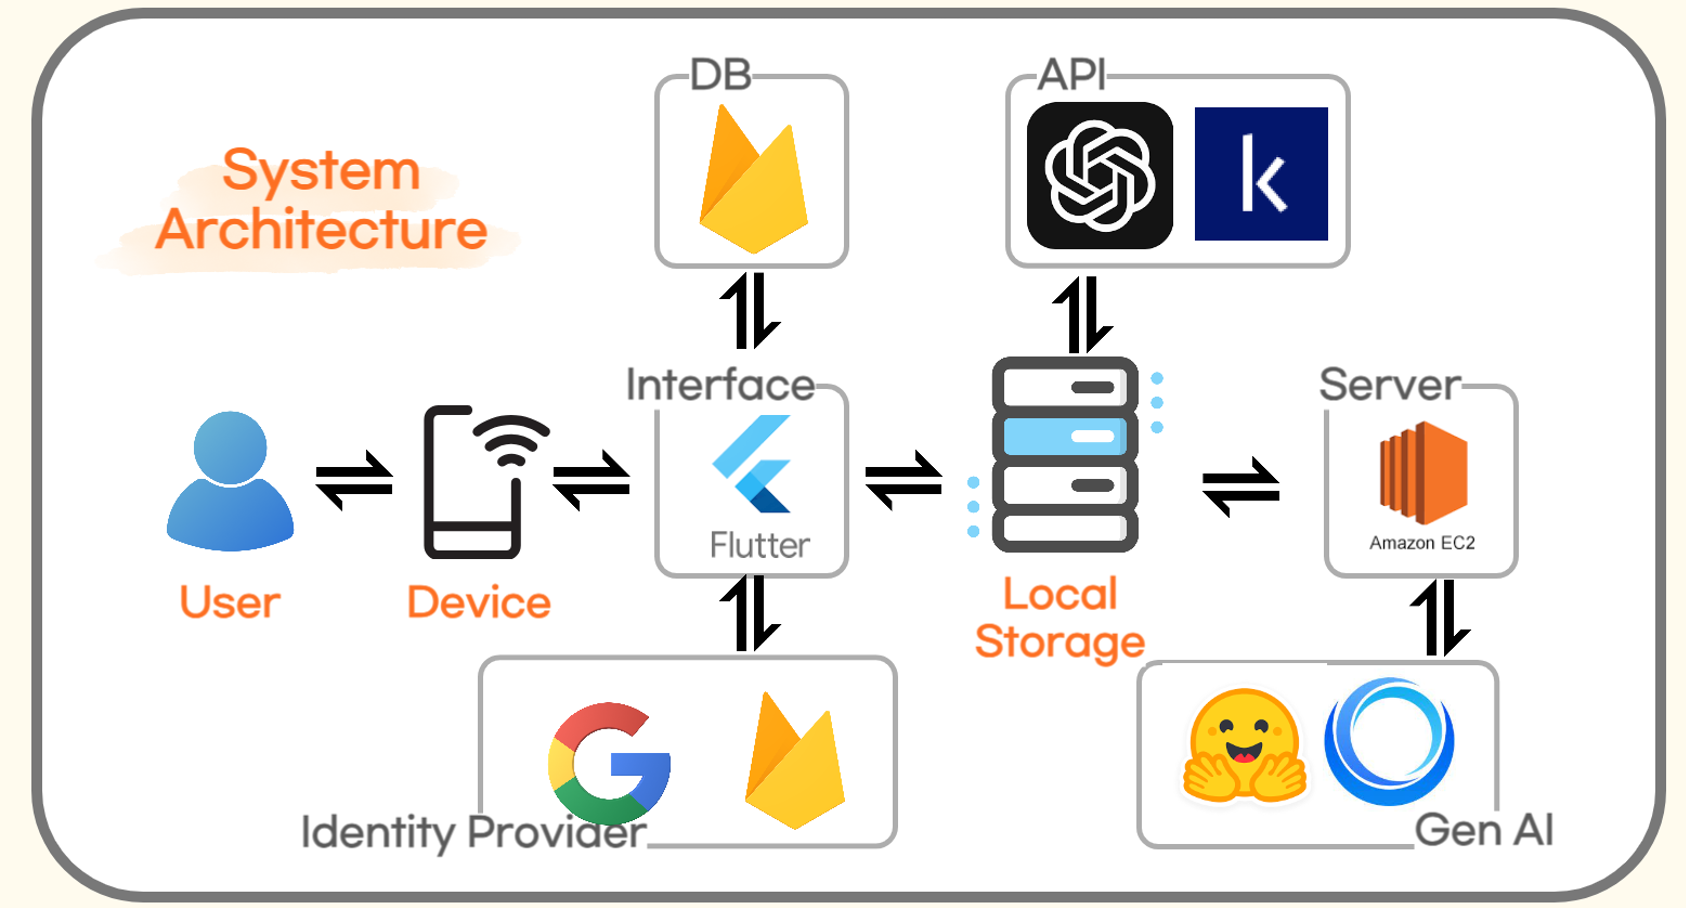 System
Architecture
DB
API
k
Interface
Flutter
Server
Amazon EC2
User
Device
Local
Storage
Identity Provider
Gen AI